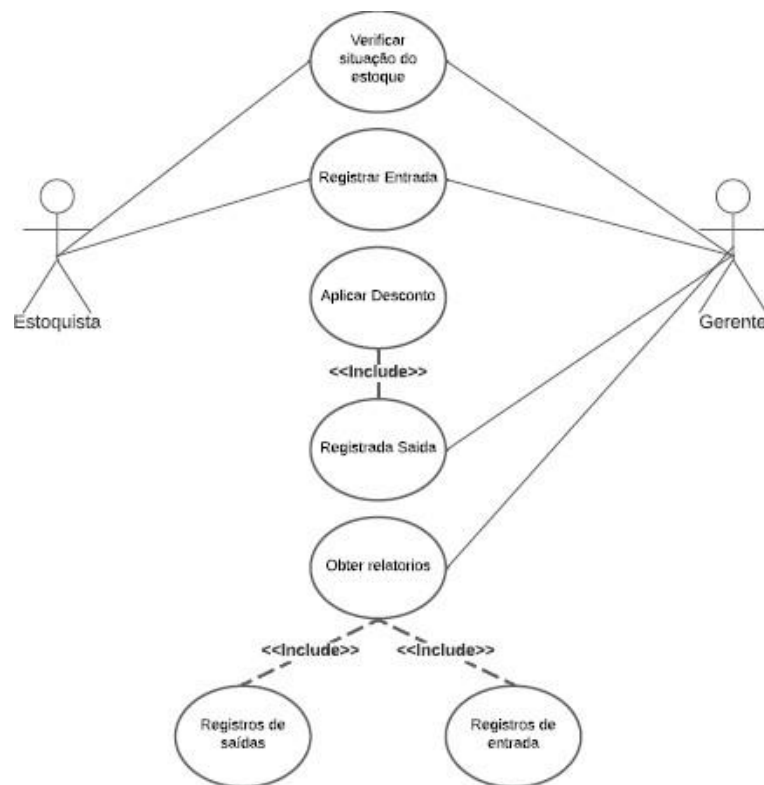 Verificar
situação do
estoque
Registrar Entrada
Aplicar Desconto
Estoquista
Gerente
<<Include>>
Registrada Saida
Obter relatorios
<<Include>>
<<Include>>
Registros de
saídas
Registros de
entrada